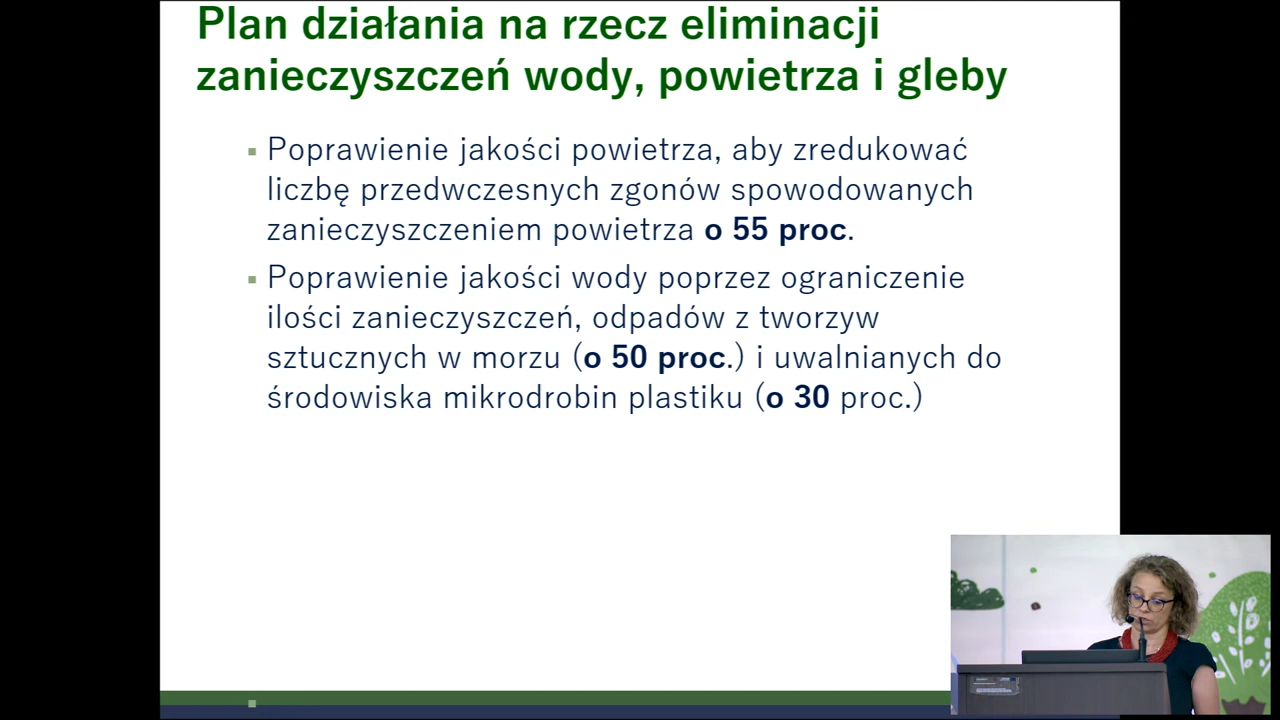 Plan działania na rzecz eliminacji
zanieczyszczeń wody, powietrza i gleby
Poprawienie jakości powietrza, aby zredukować
liczbę przedwczesnych zgonów spowodowanych
zanieczyszczeniem powietrza o 55 proc.
Poprawienie jakości wody poprzez ograniczenie
ilości zanieczyszczeń, odpadów z tworzyw
sztucznych w morzu (o 50 proc.) i uwalnianych do
środowiska mikrodrobin plastiku (o 30 proc.)